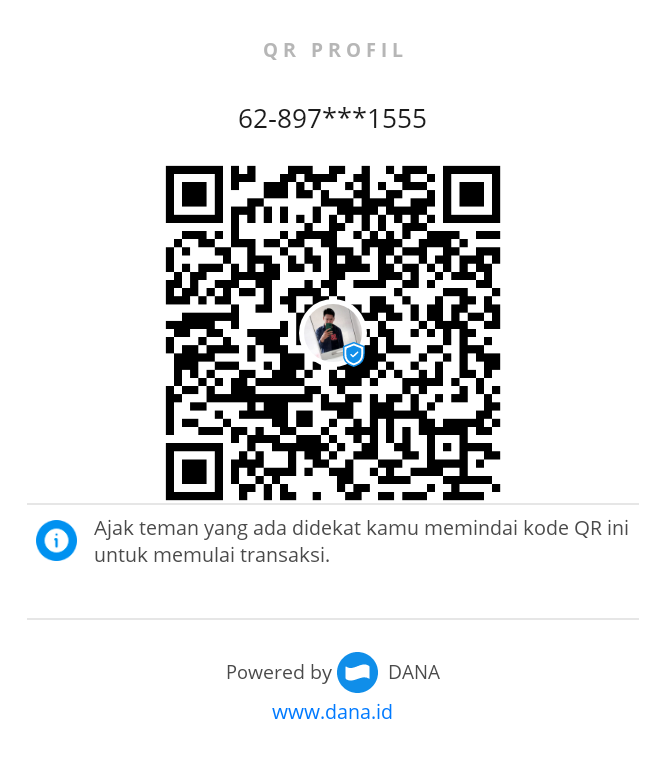 QR PROFIL
62-897***1555
Ajak teman yang ada didekat kamu memindai kode QR ini
untuk memulai transaksi.
Powered by DANA
www.dana.id